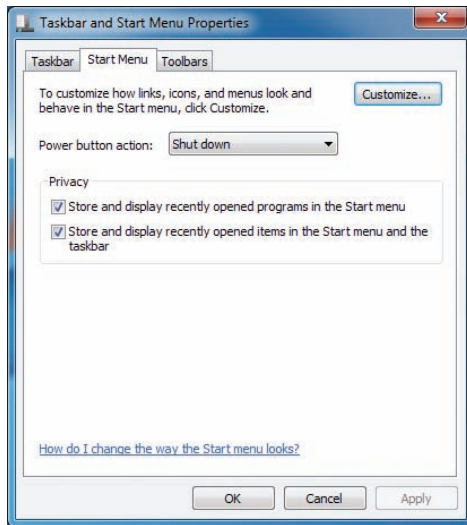 Taskbar and Start Menu Properties
Taskbar Start Menu Toolbars
To customize how links, icons, and menus look and
behave in the Start menu, click Customize.
Customize...
Power button action: Shut down
Privacy
Store and display recently opened programs in the Start menu
Store and display recently opened items in the Start menu and the
taskbar
How do I change the way the Start menu looks?
OK Cancel Apply